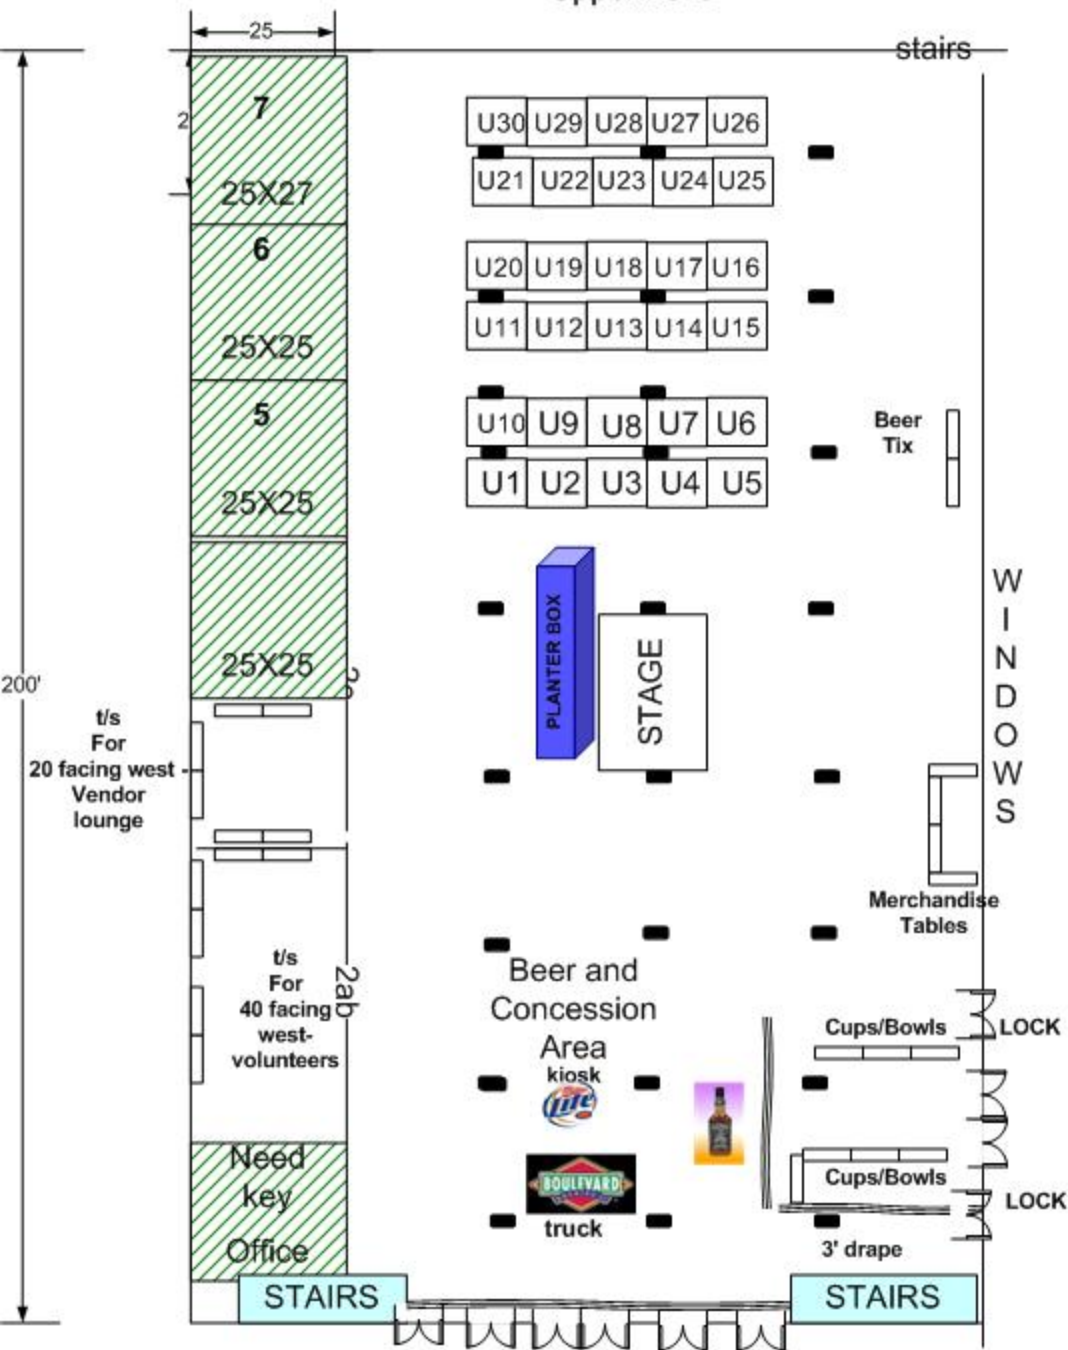 25
stairs
7
2
25X27
U30 U29 U28 U27 U26
U21 U22 U23 U24 U25
6
25X25
U20 U19 U18 U17 U16
U11 U12 U13 U14 U15
5
25X25
U10 U9 U8 U7 U6
U1 U2 U3 U4 U5
Beer
Tix
25X25
PLANTER BOX
STAGE
WINDOWS
200'
t/s
For
20 facing west
Vendor
lounge
Merchandise
Tables
t/s
For
40 facing
west-
volunteers
2ab
Beer and
Concession
Area
kiosk
Lite
BOULEVARD
truck
Cups/Bowls
LOCK
Cups/Bowls
LOCK
3' drape
Need
key
Office
STAIRS
STAIRS